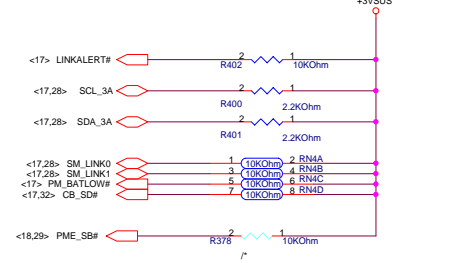 +3VSUS
<17> LINKALERT# 2 1 R402 10KOhm
<17,28> SCL_3A 2 1 R400 2.2KOhm
<17,28> SDA_3A 2 1 R401 2.2KOhm
<17,28> SM_LINK0 1 10KOhm 2 RN4A
<17,28> SM_LINK1 3 10KOhm 4 RN4B
<17> PM_BATLOW# 5 10KOhm 6 RN4C
<17,32> CB_SD# 7 10KOhm 8 RN4D
<18,29> PME_SB# 2 1 R378 10KOhm
/*